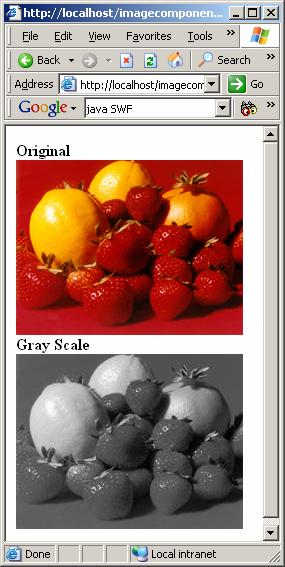 http://localhost/imagecomponen...
File Edit View Favorites Tools »
Back Search
Address http://localhost/imagecom Go
Google java SWF »
Original
Gray Scale
Done Local intranet